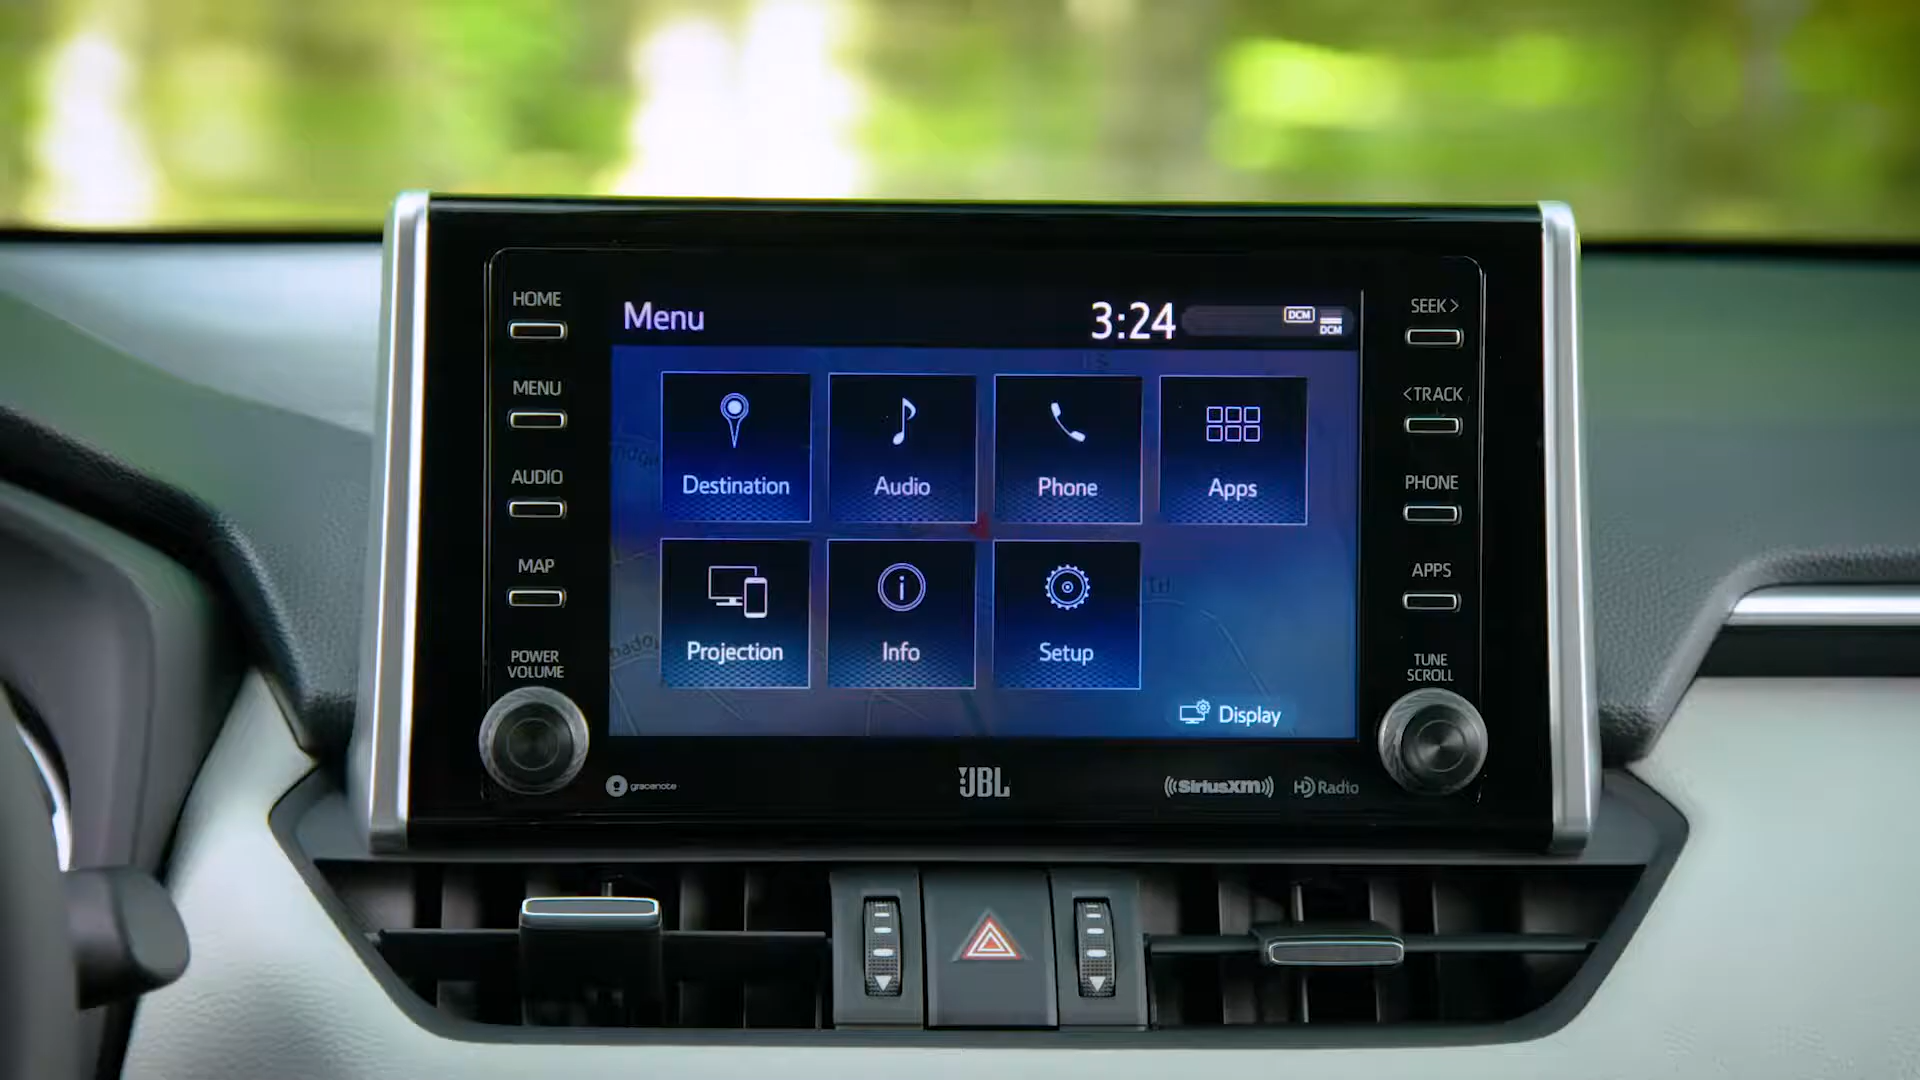 HOME
MENU
AUDIO
MAP
POWER
VOLUME
Menu
3:24
DCM
DCM
Destination
Audio
Phone
Apps
Projection
Info
Setup
Display
SEEK >
< TRACK
PHONE
APPS
TUNE
SCROLL
gracenote
JBL
SiriusXM
HD Radio